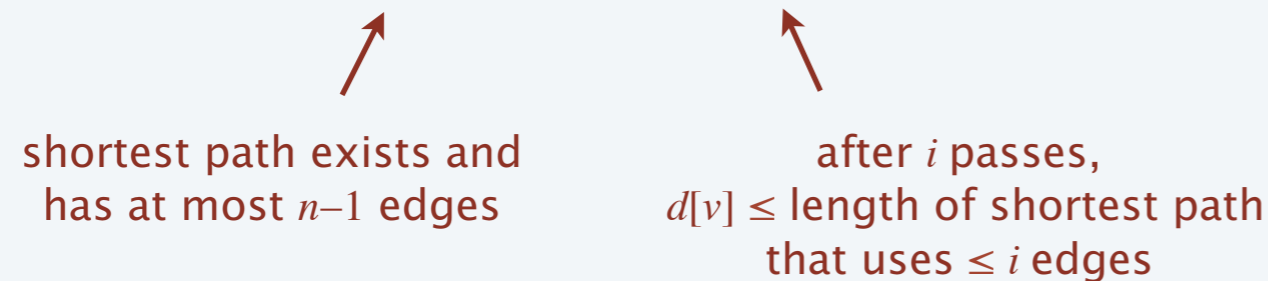 shortest path exists and
has at most n–1 edges
after i passes,
d[v] ≤ length of shortest path
that uses ≤ i edges